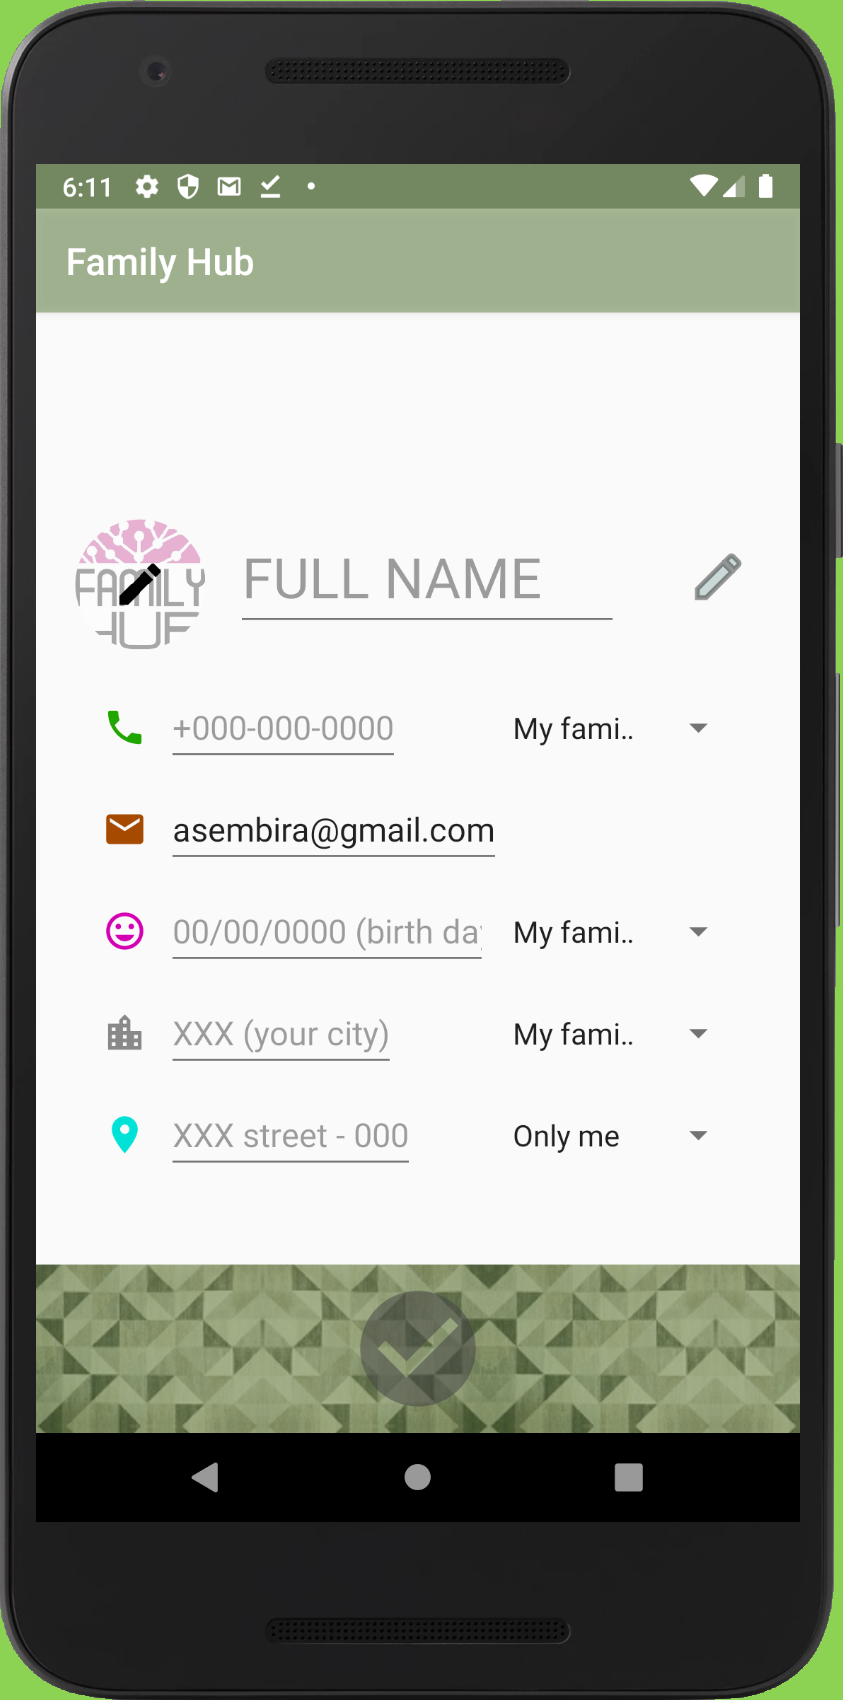 6:11
Family Hub
FAMILY
HUB
FULL NAME
+000-000-0000 My fami..
asembira@gmail.com
00/00/0000 (birth day My fami..
XXX (your city) My fami..
XXX street - 000 Only me